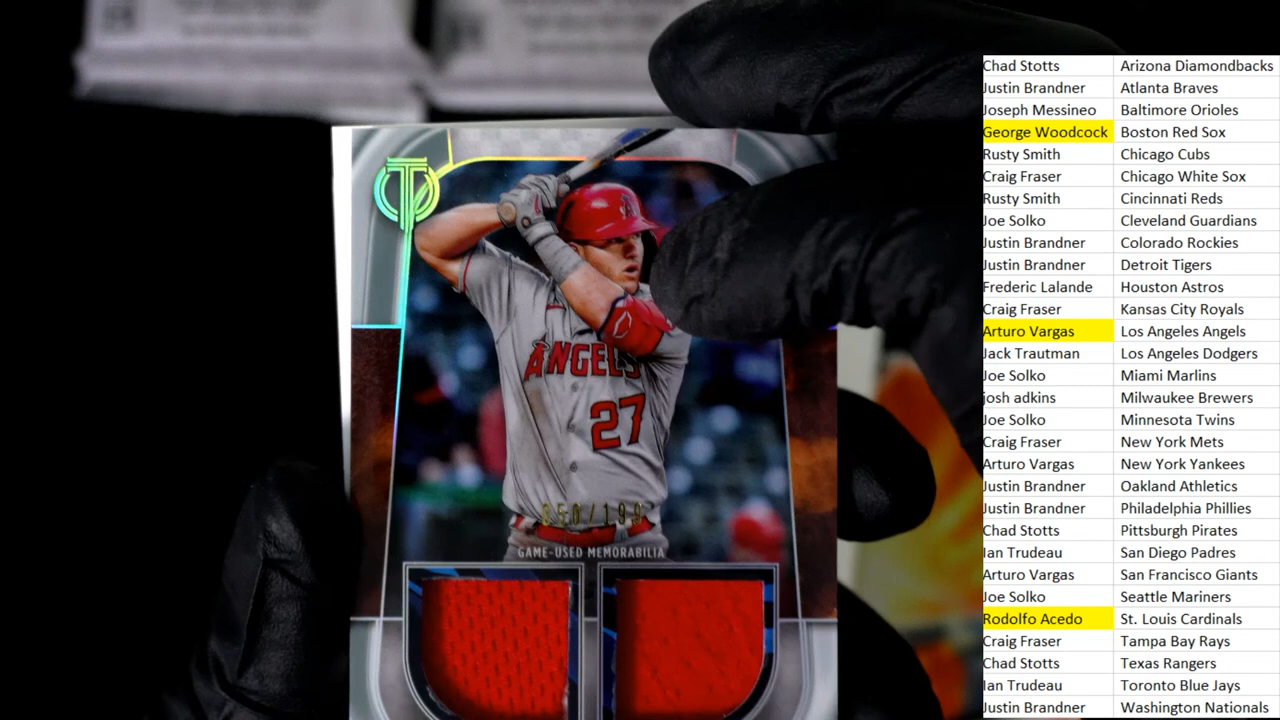 ANGELS
27
050/199
GAME-USED MEMORABILIA
Chad Stotts Arizona Diamondbacks
Justin Brandner Atlanta Braves
Joseph Messineo Baltimore Orioles
George Woodcock Boston Red Sox
Rusty Smith Chicago Cubs
Craig Fraser Chicago White Sox
Rusty Smith Cincinnati Reds
Joe Solko Cleveland Guardians
Justin Brandner Colorado Rockies
Justin Brandner Detroit Tigers
Frederic Lalande Houston Astros
Craig Fraser Kansas City Royals
Arturo Vargas Los Angeles Angels
Jack Trautman Los Angeles Dodgers
Joe Solko Miami Marlins
josh adkins Milwaukee Brewers
Joe Solko Minnesota Twins
Craig Fraser New York Mets
Arturo Vargas New York Yankees
Justin Brandner Oakland Athletics
Justin Brandner Philadelphia Phillies
Chad Stotts Pittsburgh Pirates
Ian Trudeau San Diego Padres
Arturo Vargas San Francisco Giants
Joe Solko Seattle Mariners
Rodolfo Acedo St. Louis Cardinals
Craig Fraser Tampa Bay Rays
Chad Stotts Texas Rangers
Ian Trudeau Toronto Blue Jays
Justin Brandner Washington Nationals